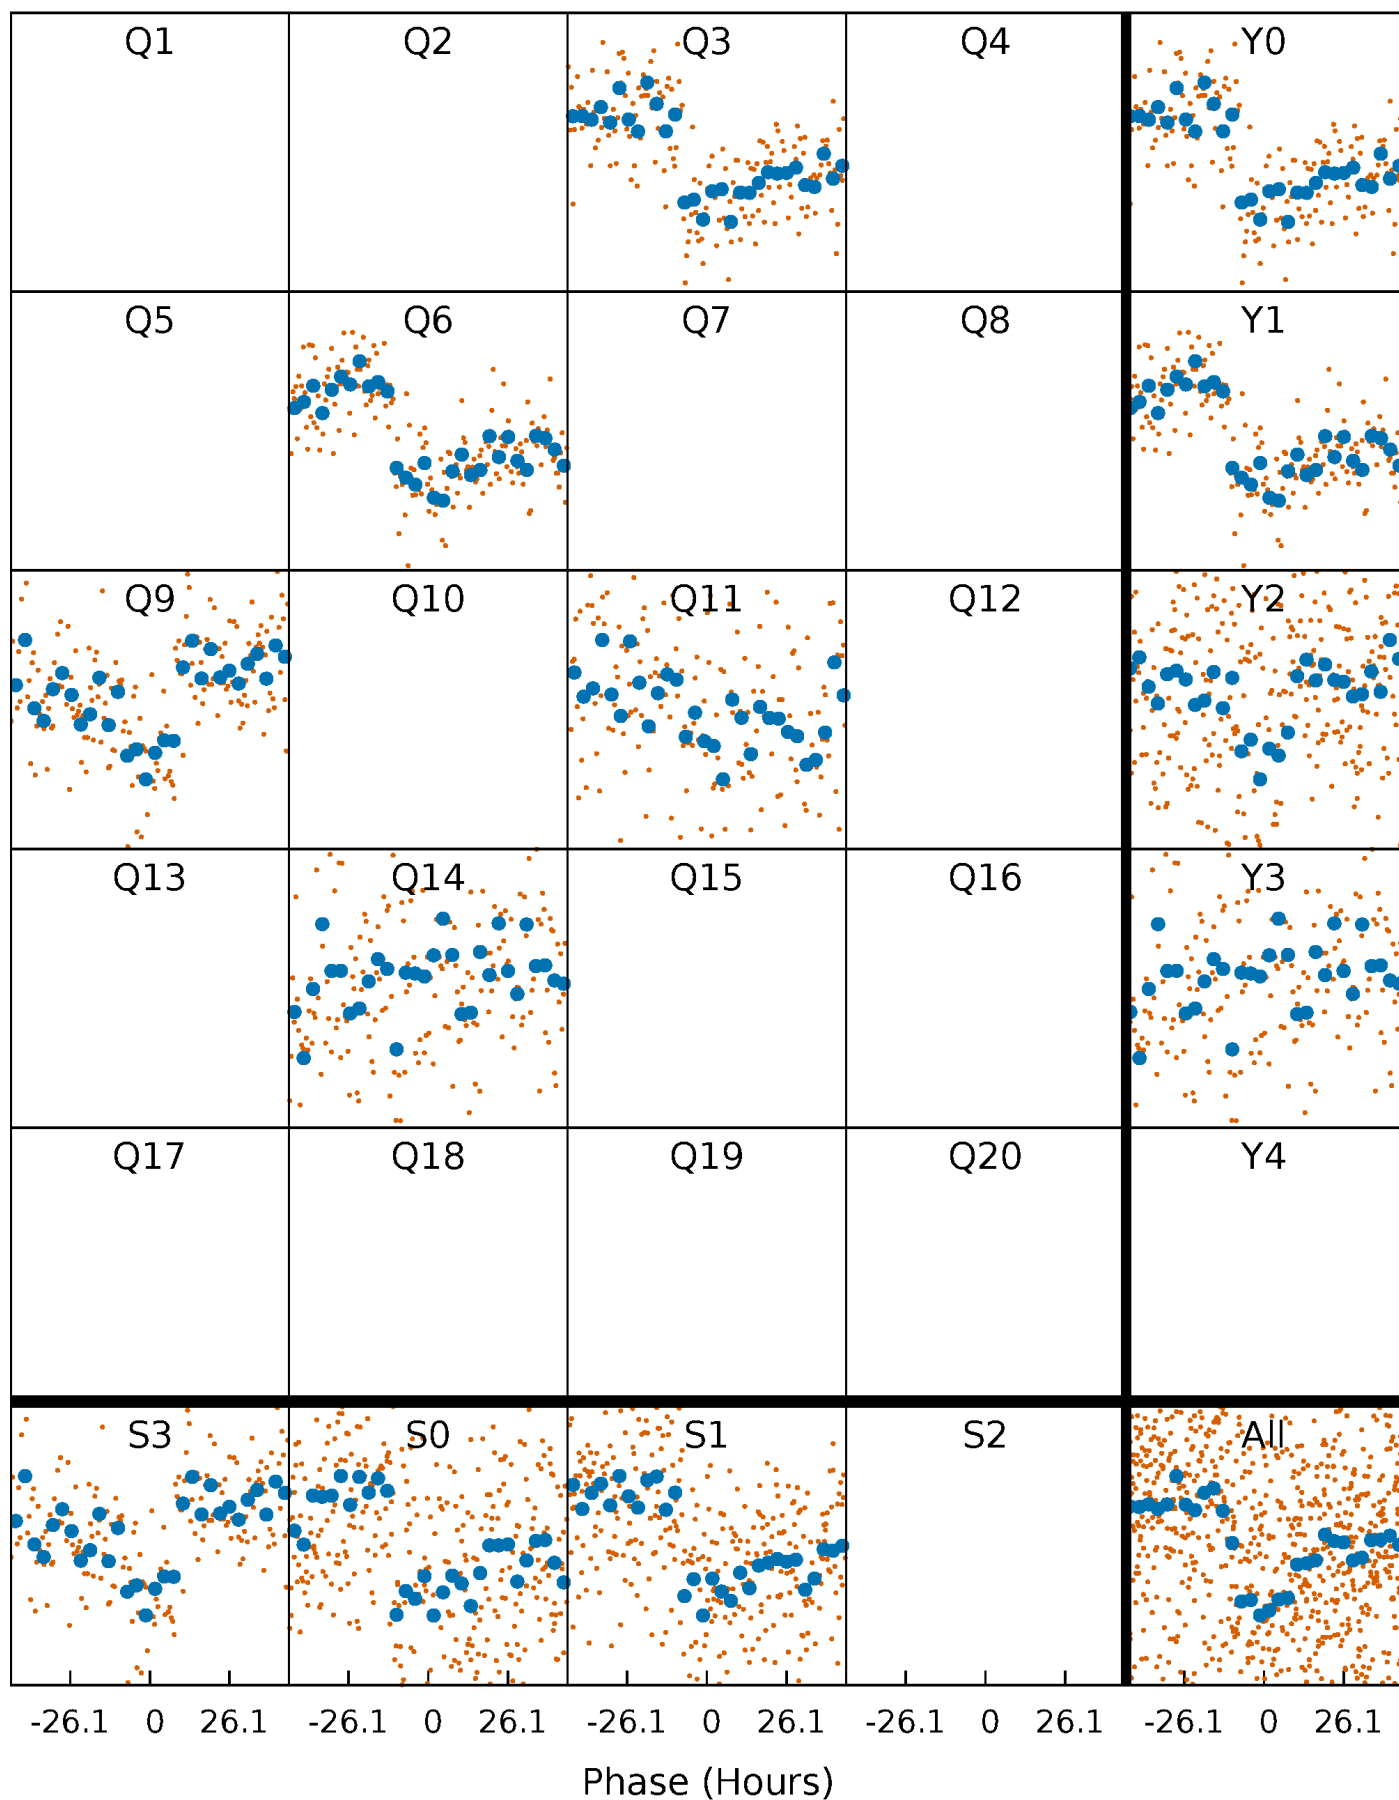 Q1 Q2 Q3 Q4 Y0
Q5 Q6 Q7 Q8 Y1
Q9 Q10 Q11 Q12 Y2
Q13 Q14 Q15 Q16 Y3
Q17 Q18 Q19 Q20 Y4
S3 S0 S1 S2 All
-26.1 0 26.1 -26.1 0 26.1 -26.1 0 26.1 -26.1 0 26.1 -26.1 0 26.1
Phase (Hours)